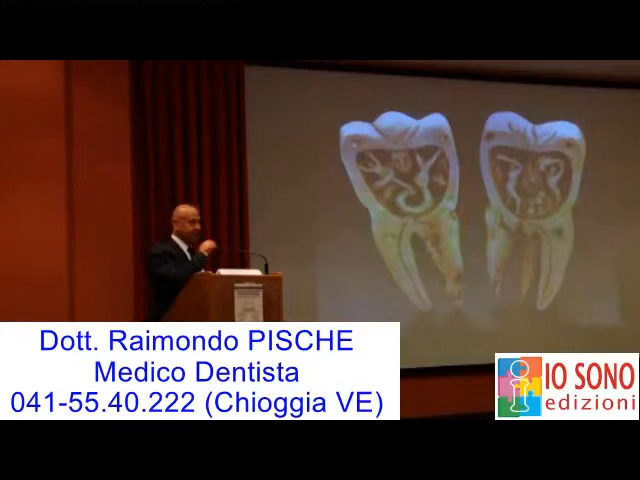 Dott. Raimondo PISCHE
Medico Dentista
041-55.40.222 (Chioggia VE)
IO SONO
edizioni